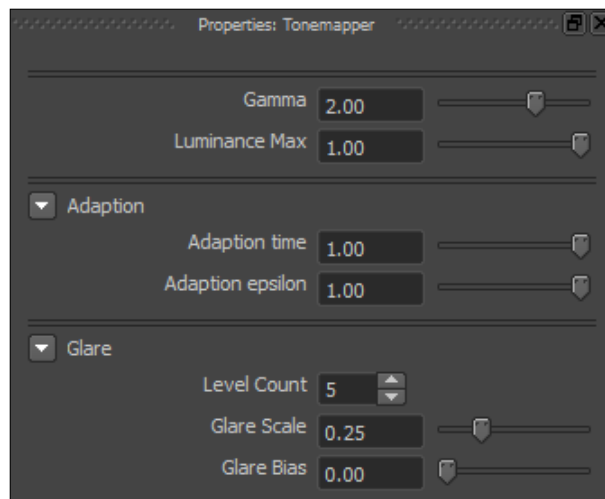 Properties: Tonemapper
Gamma 2.00
Luminance Max 1.00
Adaption
Adaption time 1.00
Adaption epsilon 1.00
Glare
Level Count 5
Glare Scale 0.25
Glare Bias 0.00